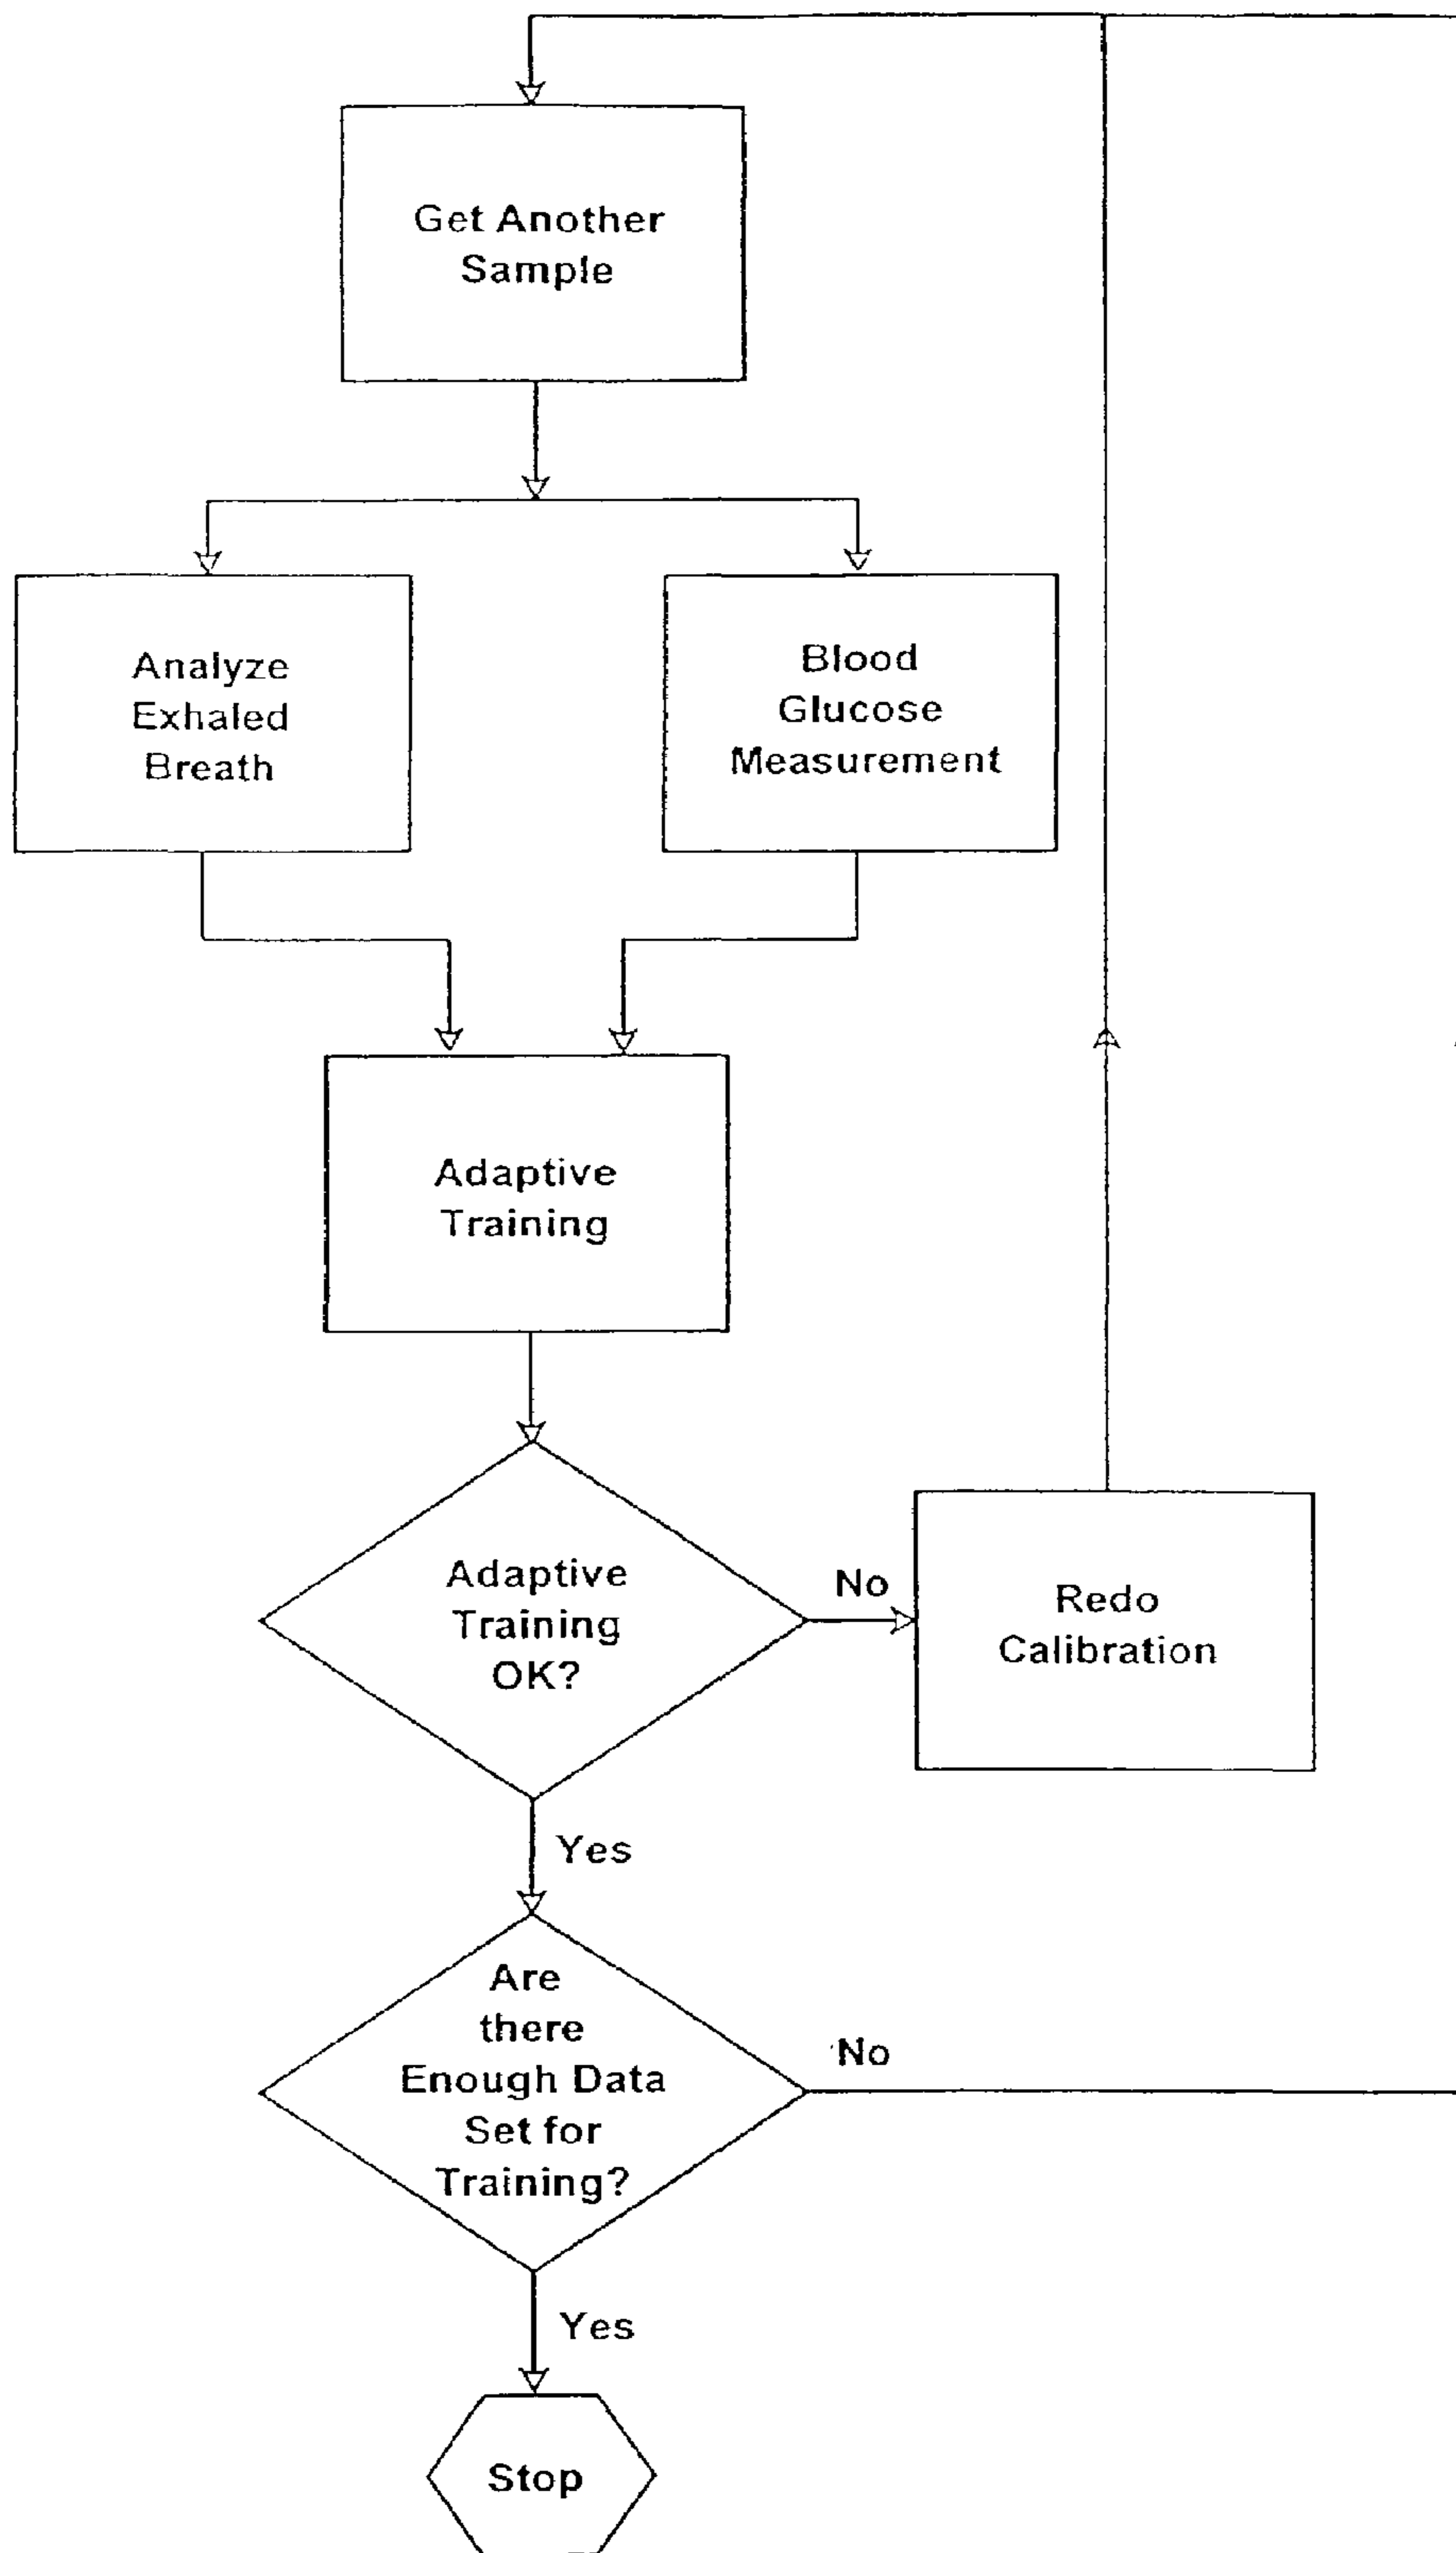 Get Another
Sample
Analyze
Exhaled
Breath
Blood
Glucose
Measurement
Adaptive
Training
Adaptive
Training
OK?
No
Redo
Calibration
Yes
Are
there
Enough Data
Set for
Training?
No
Yes
Stop